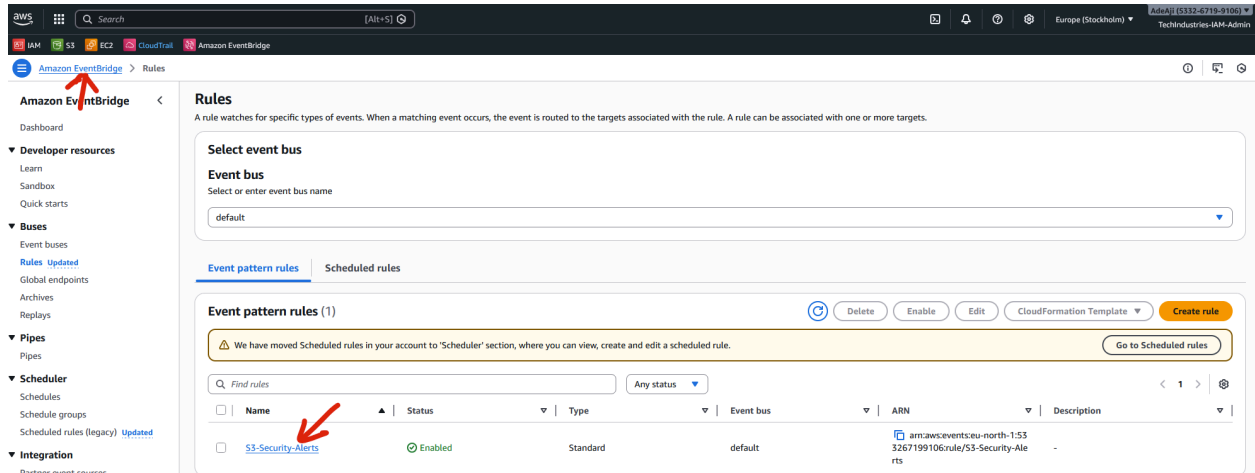 aws
Search
[Alt+S]
Europe (Stockholm)
AdeAji (5332-6719-9106)
TechIndustries-IAM-Admin
IAM S3 EC2 CloudTrail Amazon EventBridge
Amazon EventBridge > Rules
Amazon EventBridge
Dashboard
Developer resources
Learn
Sandbox
Quick starts
Buses
Event buses
Rules Updated
Global endpoints
Archives
Replays
Pipes
Pipes
Scheduler
Schedules
Schedule groups
Scheduled rules (legacy) Updated
Integration
Partner event sources
Rules
A rule watches for specific types of events. When a matching event occurs, the event is routed to the targets associated with the rule. A rule can be associated with one or more targets.
Select event bus
Event bus
Select or enter event bus name
default
Event pattern rules Scheduled rules
Event pattern rules (1)
Delete Enable Edit CloudFormation Template Create rule
We have moved Scheduled rules in your account to 'Scheduler' section, where you can view, create and edit a scheduled rule.
Go to Scheduled rules
Find rules
Any status
1
Name Status Type Event bus ARN Description
S3-Security-Alerts Enabled Standard default
arn:aws:events:eu-north-1:53
3267199106:rule/S3-Security-Ale
rts
-